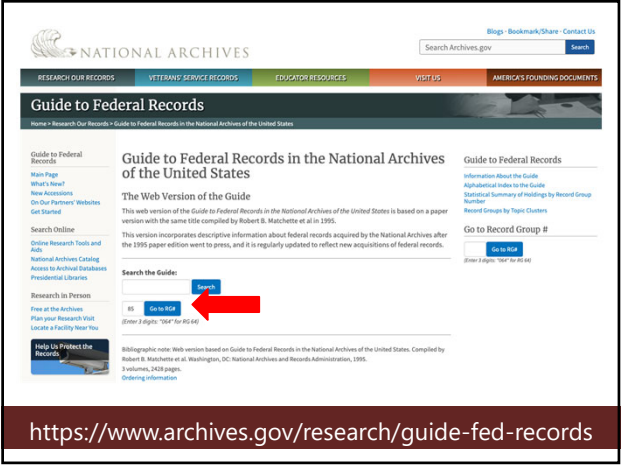 Blogs · Bookmark/Share · Contact Us
NATIONAL ARCHIVES
Search Archives.gov
Search
RESEARCH OUR RECORDS
VETERANS' SERVICE RECORDS
EDUCATOR RESOURCES
VISIT US
AMERICA'S FOUNDING DOCUMENTS
Guide to Federal Records
Home > Research Our Records > Guide to Federal Records in the National Archives of the United States
Guide to Federal
Records
Main Page
What's New?
New Accessions
On Our Partners' Websites
Get Started
Search Online
Online Research Tools and
Aids
National Archives Catalog
Access to Archival Databases
Presidential Libraries
Research in Person
Free at the Archives
Plan your Research Visit
Locate a Facility Near You
Help Us Protect the
Records
Guide to Federal Records in the National Archives
of the United States
The Web Version of the Guide
This web version of the Guide to Federal Records in the National Archives of the United States is based on a paper
version with the same title compiled by Robert B. Matchette et al in 1995.
This version incorporates descriptive information about federal records acquired by the National Archives after
the 1995 paper edition went to press, and it is regularly updated to reflect new acquisitions of federal records.
Search the Guide:
Search
85
Go to RG#
(Enter 3 digits: "064" for RG 64)
Bibliographic note: Web version based on Guide to Federal Records in the National Archives of the United States. Compiled by
Robert B. Matchette et al. Washington, DC: National Archives and Records Administration, 1995.
3 volumes, 2428 pages.
Ordering information
Guide to Federal Records
Information About the Guide
Alphabetical Index to the Guide
Statistical Summary of Holdings by Record Group
Number
Record Groups by Topic Clusters
Go to Record Group #
Go to RG#
(Enter 3 digits: "064" for RG 64)
https://www.archives.gov/research/guide-fed-records